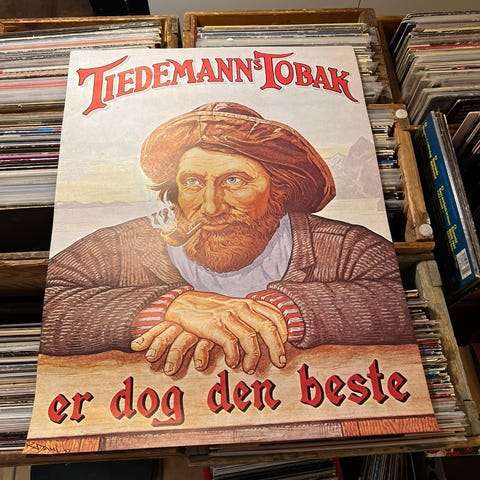 TIEDEMANNS TOBAK
er dog den beste